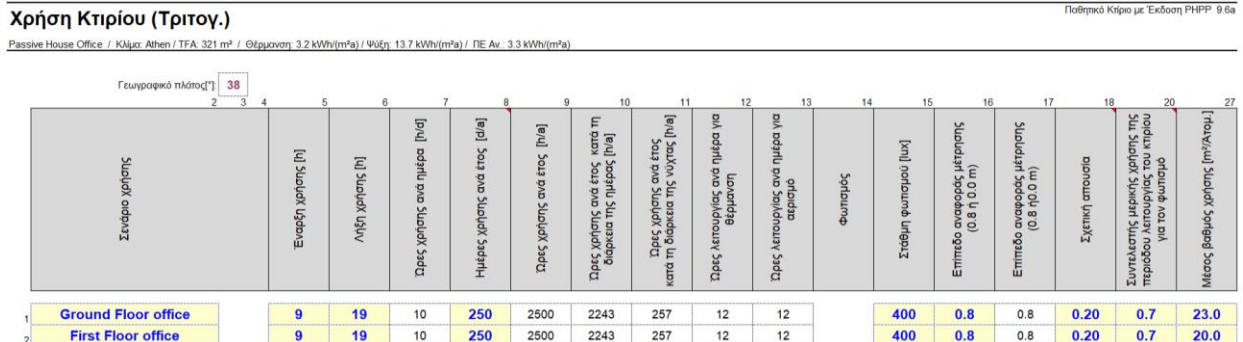 Χρήση Κτιρίου (Τριτογ.)
Παθητικό Κτίριο με Έκδοση PHPP 9.6a
Passive House Office / Κλίμα: Athen / TFA: 321 m² / Θέρμανση: 3.2 kWh/(m²a) / Ψύξη: 13.7 kWh/(m²a) / ΠΕ Αν.: 3.3 kWh/(m²a)
Γεωγραφικό πλάτος[°]: 38
2 3 4 5 6 7 8 9 10 11 12 13 14 15 16 17 18 20 27
Σενάριο χρήσης
Έναρξη χρήσης [h]
Λήξη χρήσης [h]
Ώρες χρήσης ανά ημέρα [h/d]
Ημέρες χρήσης ανά έτος [d/a]
Ώρες Χρήσης ανά έτος [h/a]
Ώρες χρήσης ανά έτος κατά τη
διάρκεια της ημέρας [h/a]
Ώρες χρήσης ανά έτος
κατά τη διάρκεια της νύχτας [h/a]
Ώρες λειτουργίας ανά ημέρα για
θέρμανση
Ώρες λειτουργίας ανά ημέρα για
αερισμό
Φωτισμός
Στάθμη φωτισμού [lx]
Επίπεδο αναφοράς μέτρησης
(0.8 ή 0.0 m)
Επίπεδο αναφοράς μέτρησης
(0.8 ή0.0 m)
Σχετική απουσία
Συντελεστής μερικής χρήσης της
περιόδου λειτουργίας του κτιρίου
για τον φωτισμό
Μέσος βαθμός χρήσης [m²/Άτομ.]
1 Ground Floor office 9 19 10 250 2500 2243 257 12 12 400 0.8 0.8 0.20 0.7 23.0
2 First Floor office 9 19 10 250 2500 2243 257 12 12 400 0.8 0.8 0.20 0.7 20.0